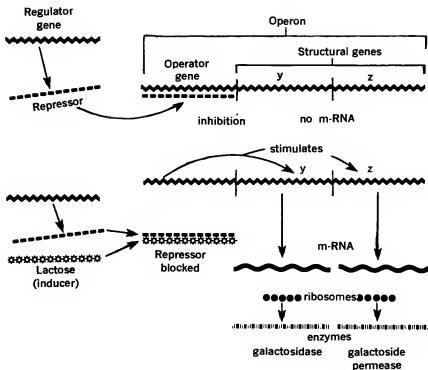 Regulator
gene
Operon
Structural genes
Operator
gene
y
z
Repressor
inhibition
no m-RNA
stimulates
y
z
Lactose
(inducer)
Repressor
blocked
m-RNA
ribosomes
enzymes
galactosidase
galactoside
permease